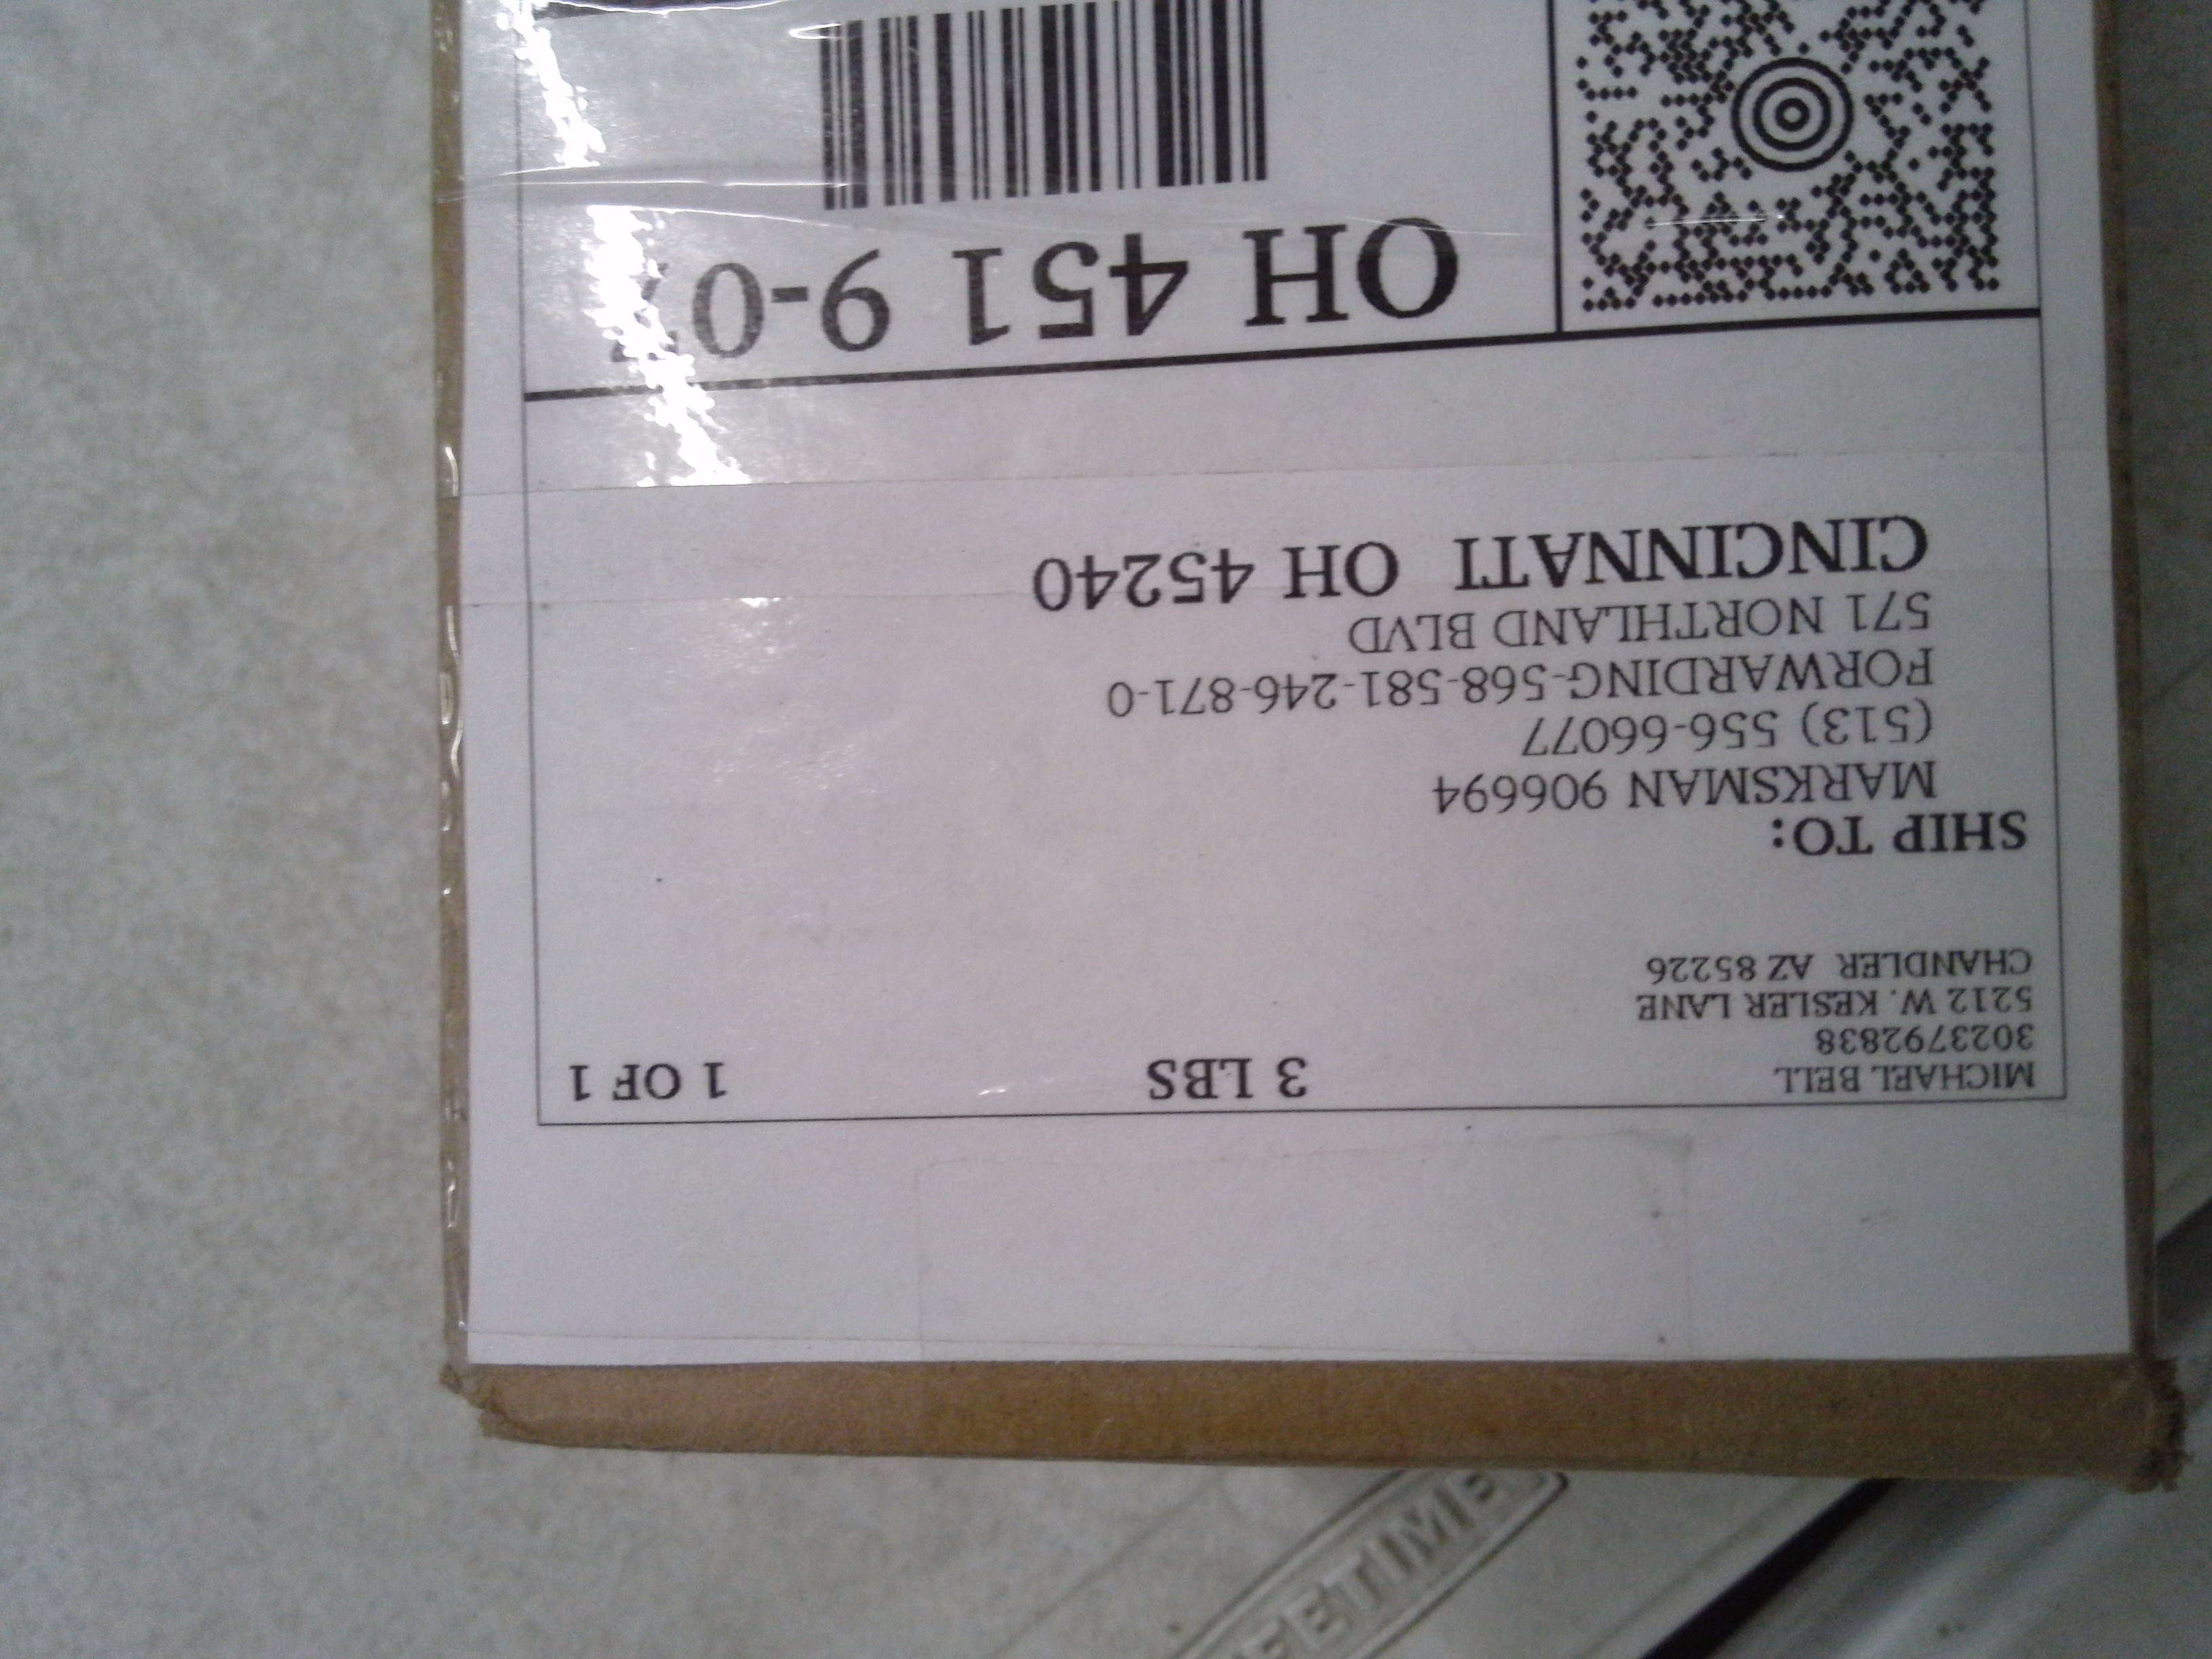 MICHAEL BELL
3023792838
5212 W. KESLER LANE
CHANDLER AZ 85226
3 LBS
1 OF 1
SHIP TO:
MARKSMAN 906694
(513) 556-66077
FORWARDING-568-581-246-871-0
571 NORTHLAND BLVD
CINCINNATI OH 45240
OH 451 9-0